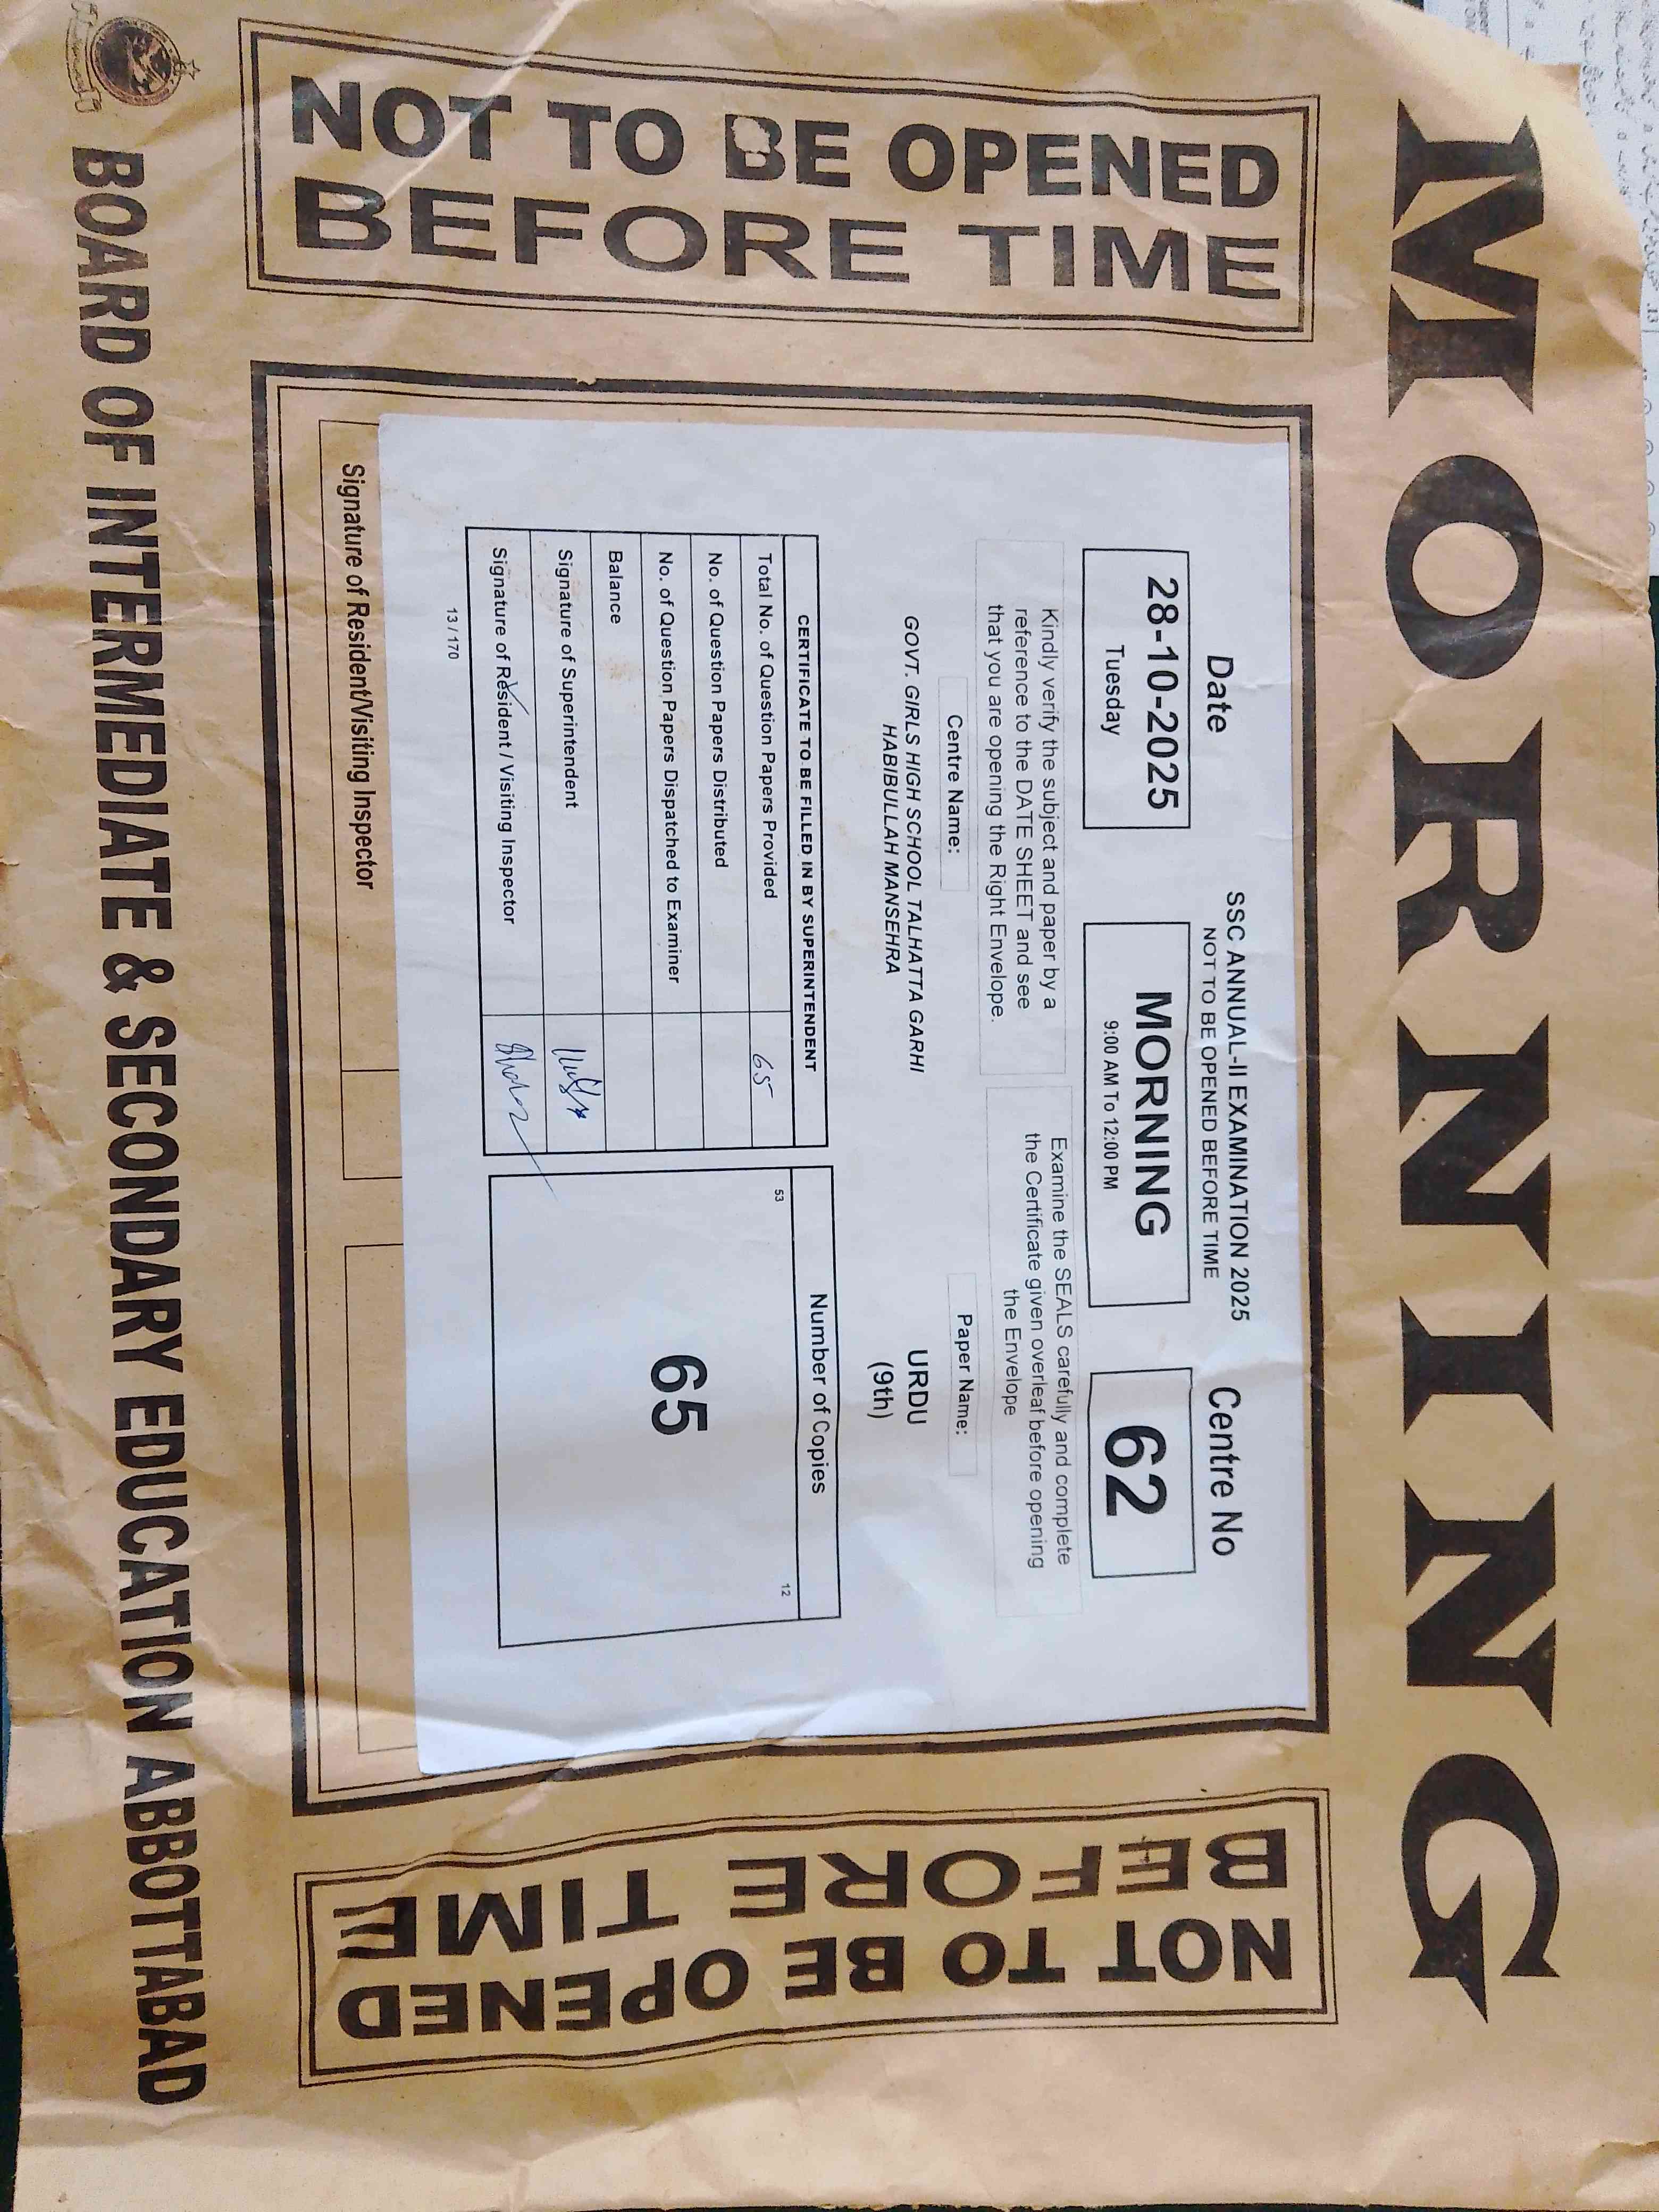 MORNING
NOT TO BE OPENED
BEFORE TIME
SSC ANNUAL-II EXAMINATION 2025
NOT TO BE OPENED BEFORE TIME
Date
28-10-2025
Tuesday
MORNING
9:00 AM To 12:00 PM
Centre No
62
Kindly verify the subject and paper by a
reference to the DATE SHEET and see
that you are opening the Right Envelope.
Examine the SEALS carefully and complete
the Certificate given overleaf before opening
the Envelope
Centre Name:
GOVT. GIRLS HIGH SCHOOL TALHATTA GARHI
HABIBULLAH MANSEHRA
Paper Name:
URDU
(9th)
CERTIFICATE TO BE FILLED IN BY SUPERINTENDENT
Total No. of Question Papers Provided 65
No. of Question Papers Distributed
No. of Question Papers Dispatched to Examiner
Balance
Signature of Superintendent
Signature of Resident / Visiting Inspector
13 / 170
Number of Copies
53 12
65
Signature of Resident/Visiting Inspector
NOT TO BE OPENED
BEFORE TIME
BOARD OF INTERMEDIATE & SECONDARY EDUCATION ABBOTTABAD